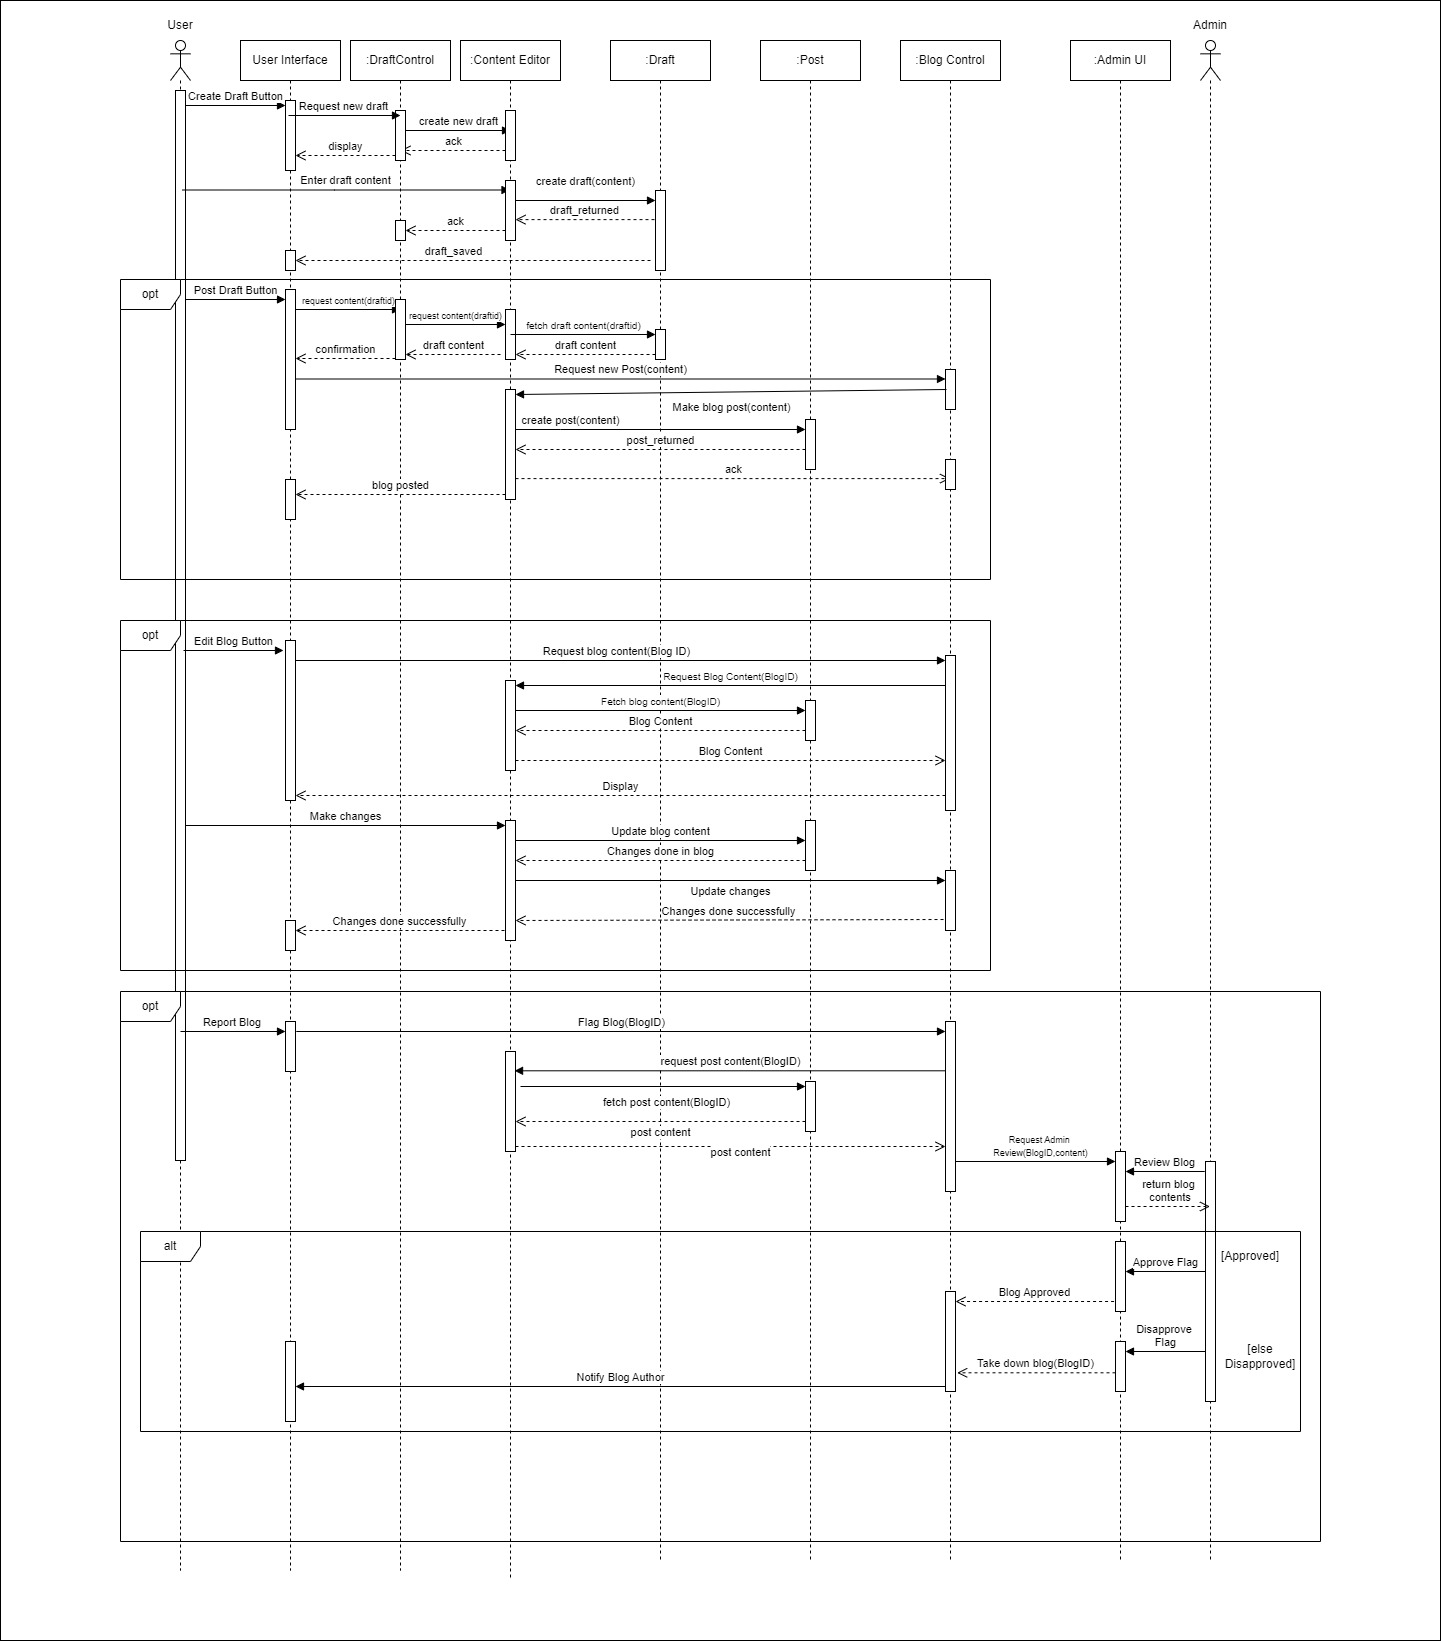 User
Admin
User Interface
:DraftControl
:Content Editor
:Draft
:Post
:Blog Control
:Admin UI
Create Draft Button
Request new draft
create new draft
ack
display
Enter draft content
create draft(content)
draft_returned
ack
draft_saved
opt
Post Draft Button
request content(draftid)
request content(draftid)
fetch draft content(draftid)
confirmation
draft content
draft content
Request new Post(content)
Make blog post(content)
create post(content)
post_returned
ack
blog posted
opt
Edit Blog Button
Request blog content(Blog ID)
Request Blog Content(BlogID)
Fetch blog content(BlogID)
Blog Content
Blog Content
Display
Make changes
Update blog content
Changes done in blog
Update changes
Changes done successfully
Changes done successfully
opt
Report Blog
Flag Blog(BlogID)
request post content(BlogID)
fetch post content(BlogID)
post content
post content
Request Admin
Review(BlogID,content)
Review Blog
return blog
contents
alt
[Approved]
Approve Flag
Blog Approved
Disapprove
Flag
[else
Disapproved]
Take down blog(BlogID)
Notify Blog Author